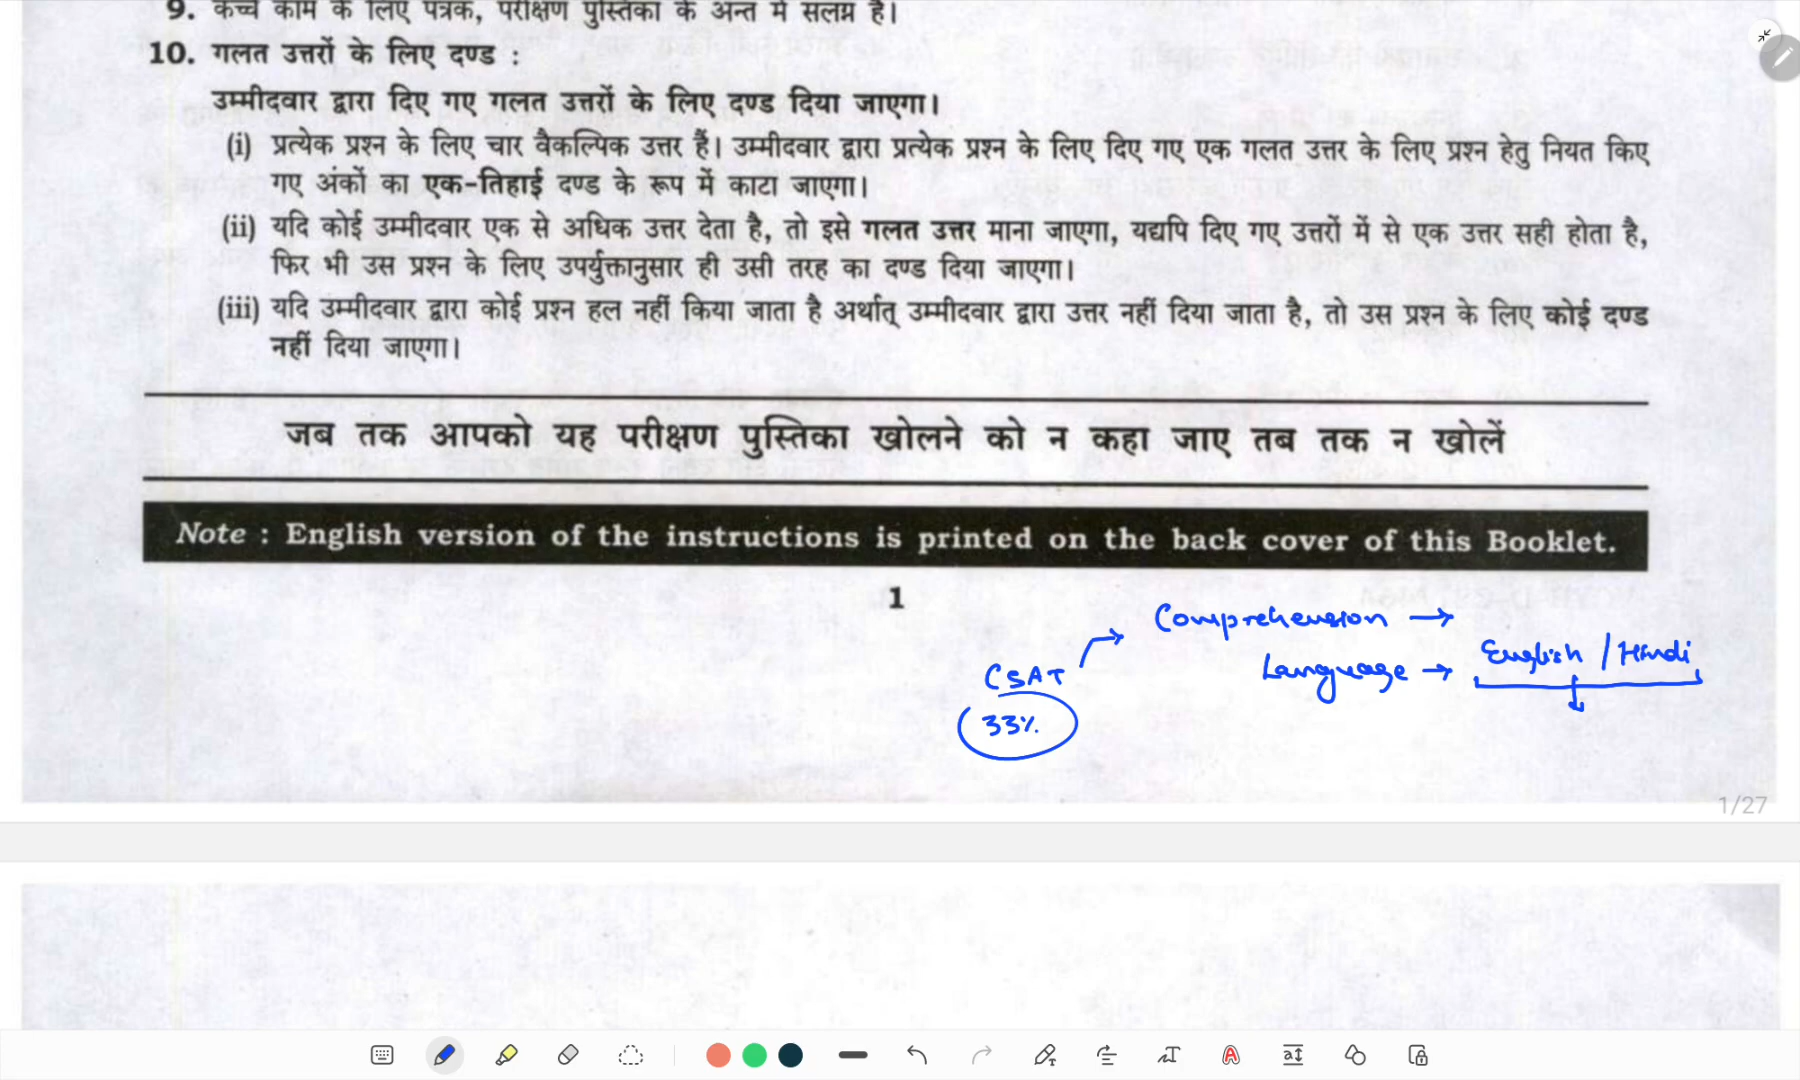 9. कच्चे काम के लिए पत्रक, परीक्षण पुस्तिका के अन्त में संलग्न है।
10. गलत उत्तरों के लिए दण्ड :
उम्मीदवार द्वारा दिए गए गलत उत्तरों के लिए दण्ड दिया जाएगा।
(i) प्रत्येक प्रश्न के लिए चार वैकल्पिक उत्तर हैं। उम्मीदवार द्वारा प्रत्येक प्रश्न के लिए दिए गए एक गलत उत्तर के लिए प्रश्न हेतु नियत किए
गए अंकों का एक-तिहाई दण्ड के रूप में काटा जाएगा।
(ii) यदि कोई उम्मीदवार एक से अधिक उत्तर देता है, तो इसे गलत उत्तर माना जाएगा, यद्यपि दिए गए उत्तरों में से एक उत्तर सही होता है,
फिर भी उस प्रश्न के लिए उपर्युक्तानुसार ही उसी तरह का दण्ड दिया जाएगा।
(iii) यदि उम्मीदवार द्वारा कोई प्रश्न हल नहीं किया जाता है अर्थात् उम्मीदवार द्वारा उत्तर नहीं दिया जाता है, तो उस प्रश्न के लिए कोई दण्ड
नहीं दिया जाएगा।
जब तक आपको यह परीक्षण पुस्तिका खोलने को न कहा जाए तब तक न खोलें
Note : English version of the instructions is printed on the back cover of this Booklet.
1
Comprehension →
Language → English / Hindi
CSAT
33%
1/27